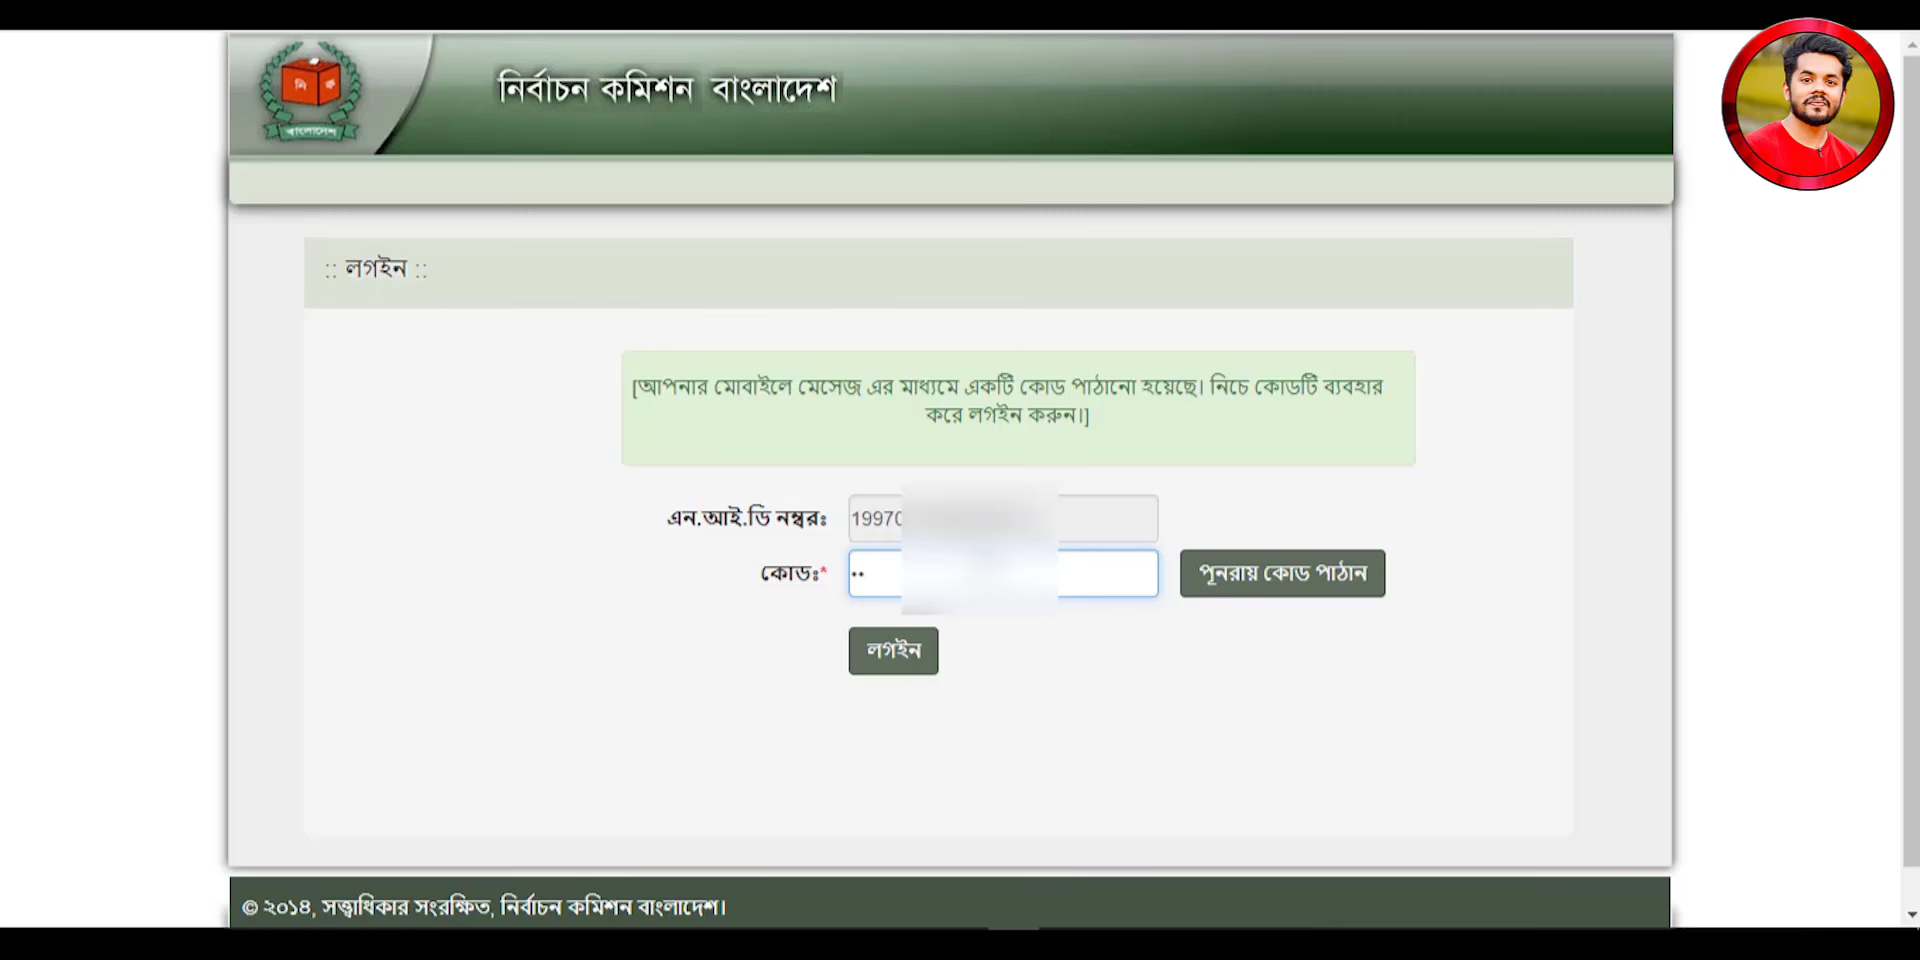 নি ক
বাংলাদেশ
নির্বাচন কমিশন বাংলাদেশ
:: লগইন ::
[আপনার মোবাইলে মেসেজ এর মাধ্যমে একটি কোড পাঠানো হয়েছে। নিচে কোডটি ব্যবহার
করে লগইন করুন।]
এন.আই.ডি নম্বরঃ 19970
কোডঃ* •• পূনরায় কোড পাঠান
লগইন
© ২০১৪, সত্ত্বাধিকার সংরক্ষিত, নির্বাচন কমিশন বাংলাদেশ।